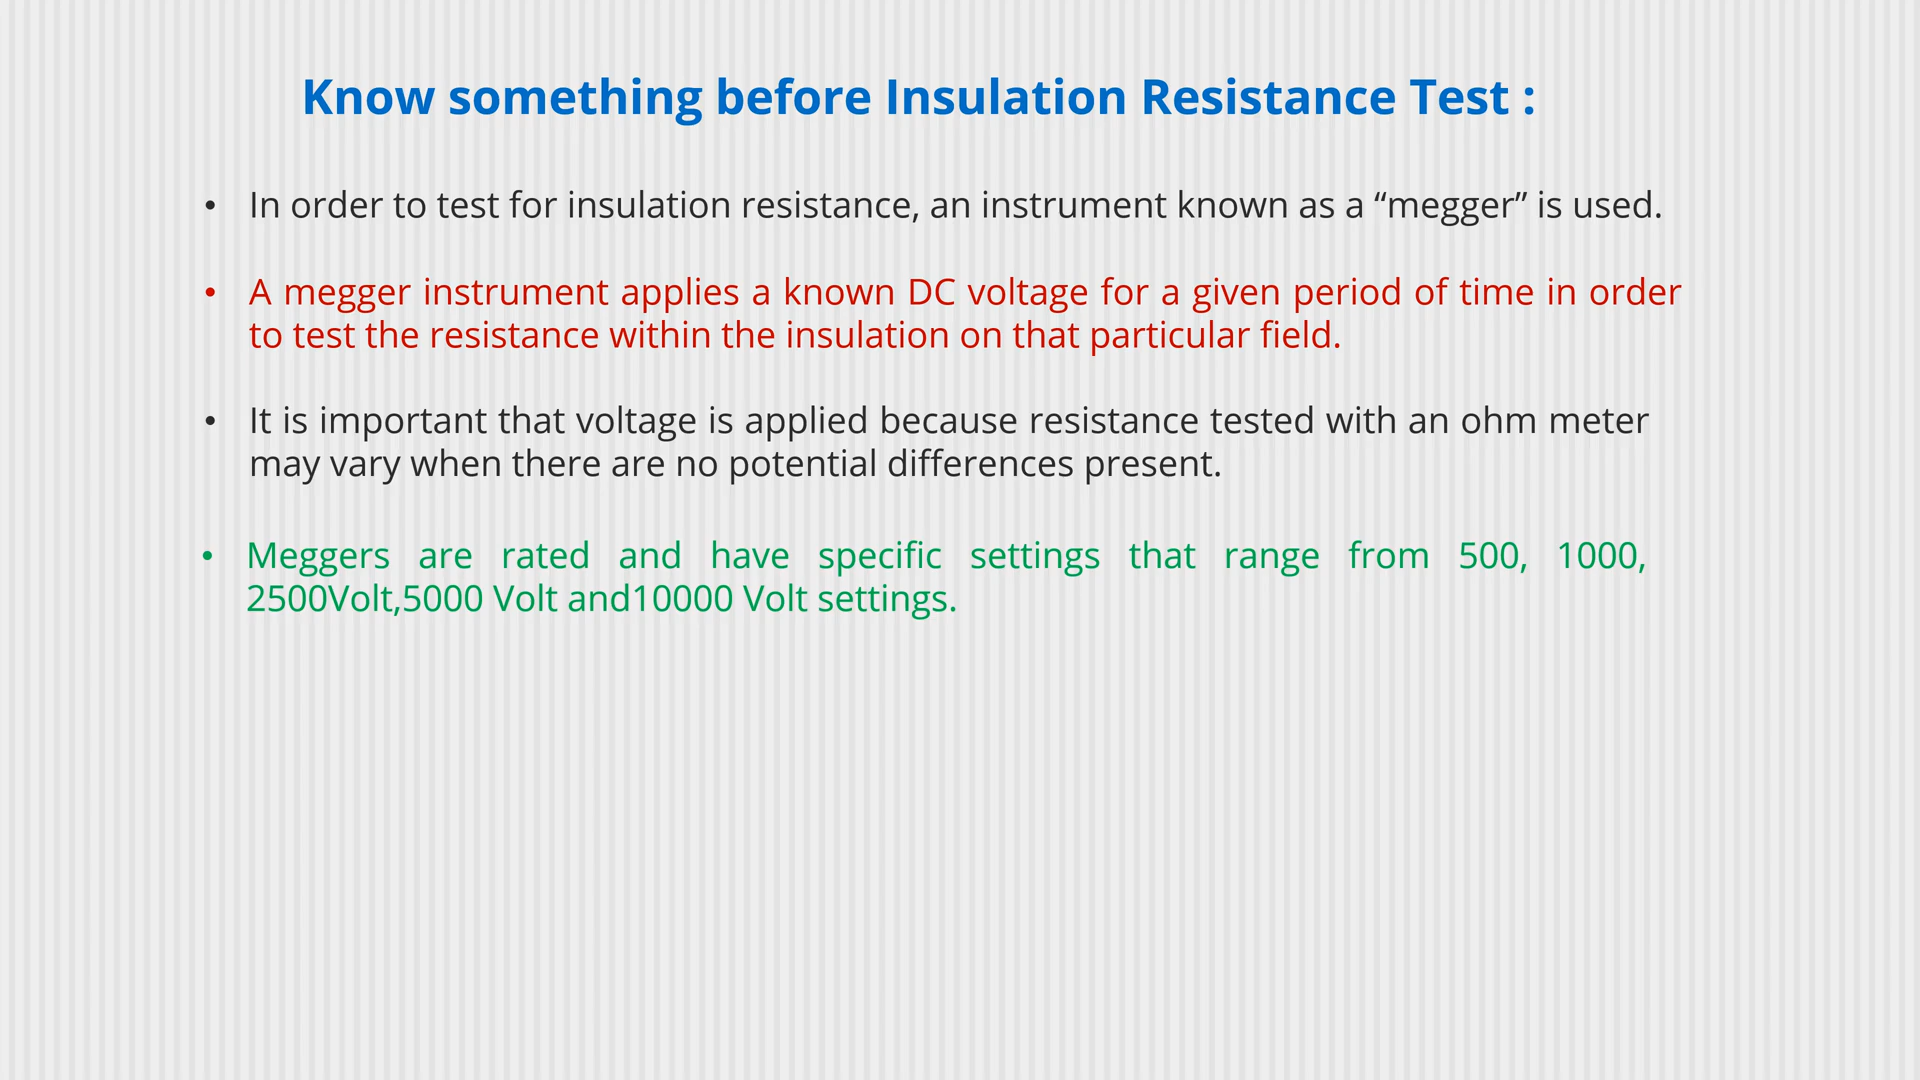 Know something before Insulation Resistance Test :
• In order to test for insulation resistance, an instrument known as a “megger” is used.
• A megger instrument applies a known DC voltage for a given period of time in order
to test the resistance within the insulation on that particular field.
• It is important that voltage is applied because resistance tested with an ohm meter
may vary when there are no potential differences present.
• Meggers are rated and have specific settings that range from 500, 1000,
2500Volt,5000 Volt and10000 Volt settings.